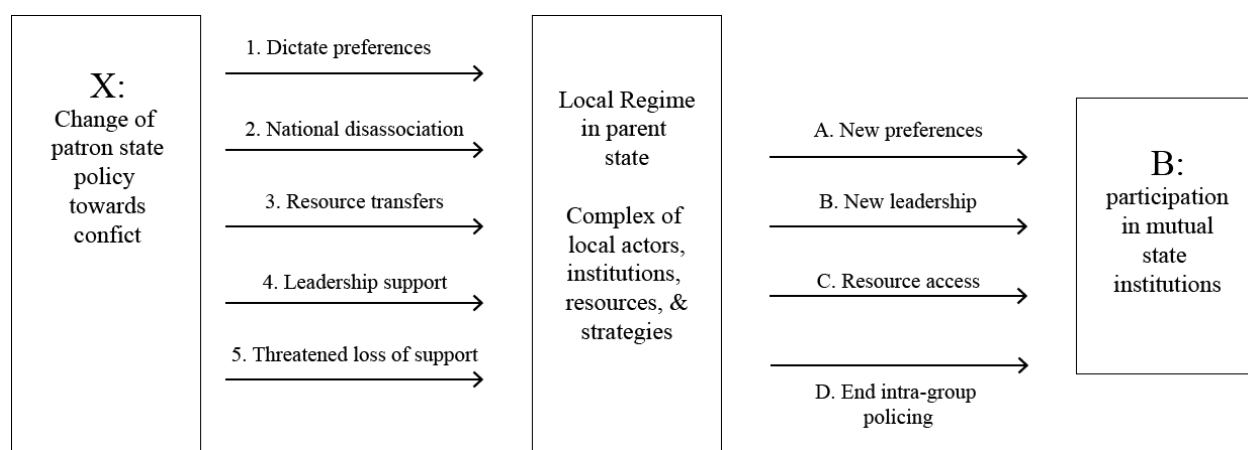 X:
Change of
patron state
policy
towards
confict
1. Dictate preferences
2. National disassociation
3. Resource transfers
4. Leadership support
5. Threatened loss of support
Local Regime
in parent
state
Complex of
local actors,
institutions,
resources, &
strategies
A. New preferences
B. New leadership
C. Resource access
D. End intra-group
policing
B:
participation
in mutual
state
institutions